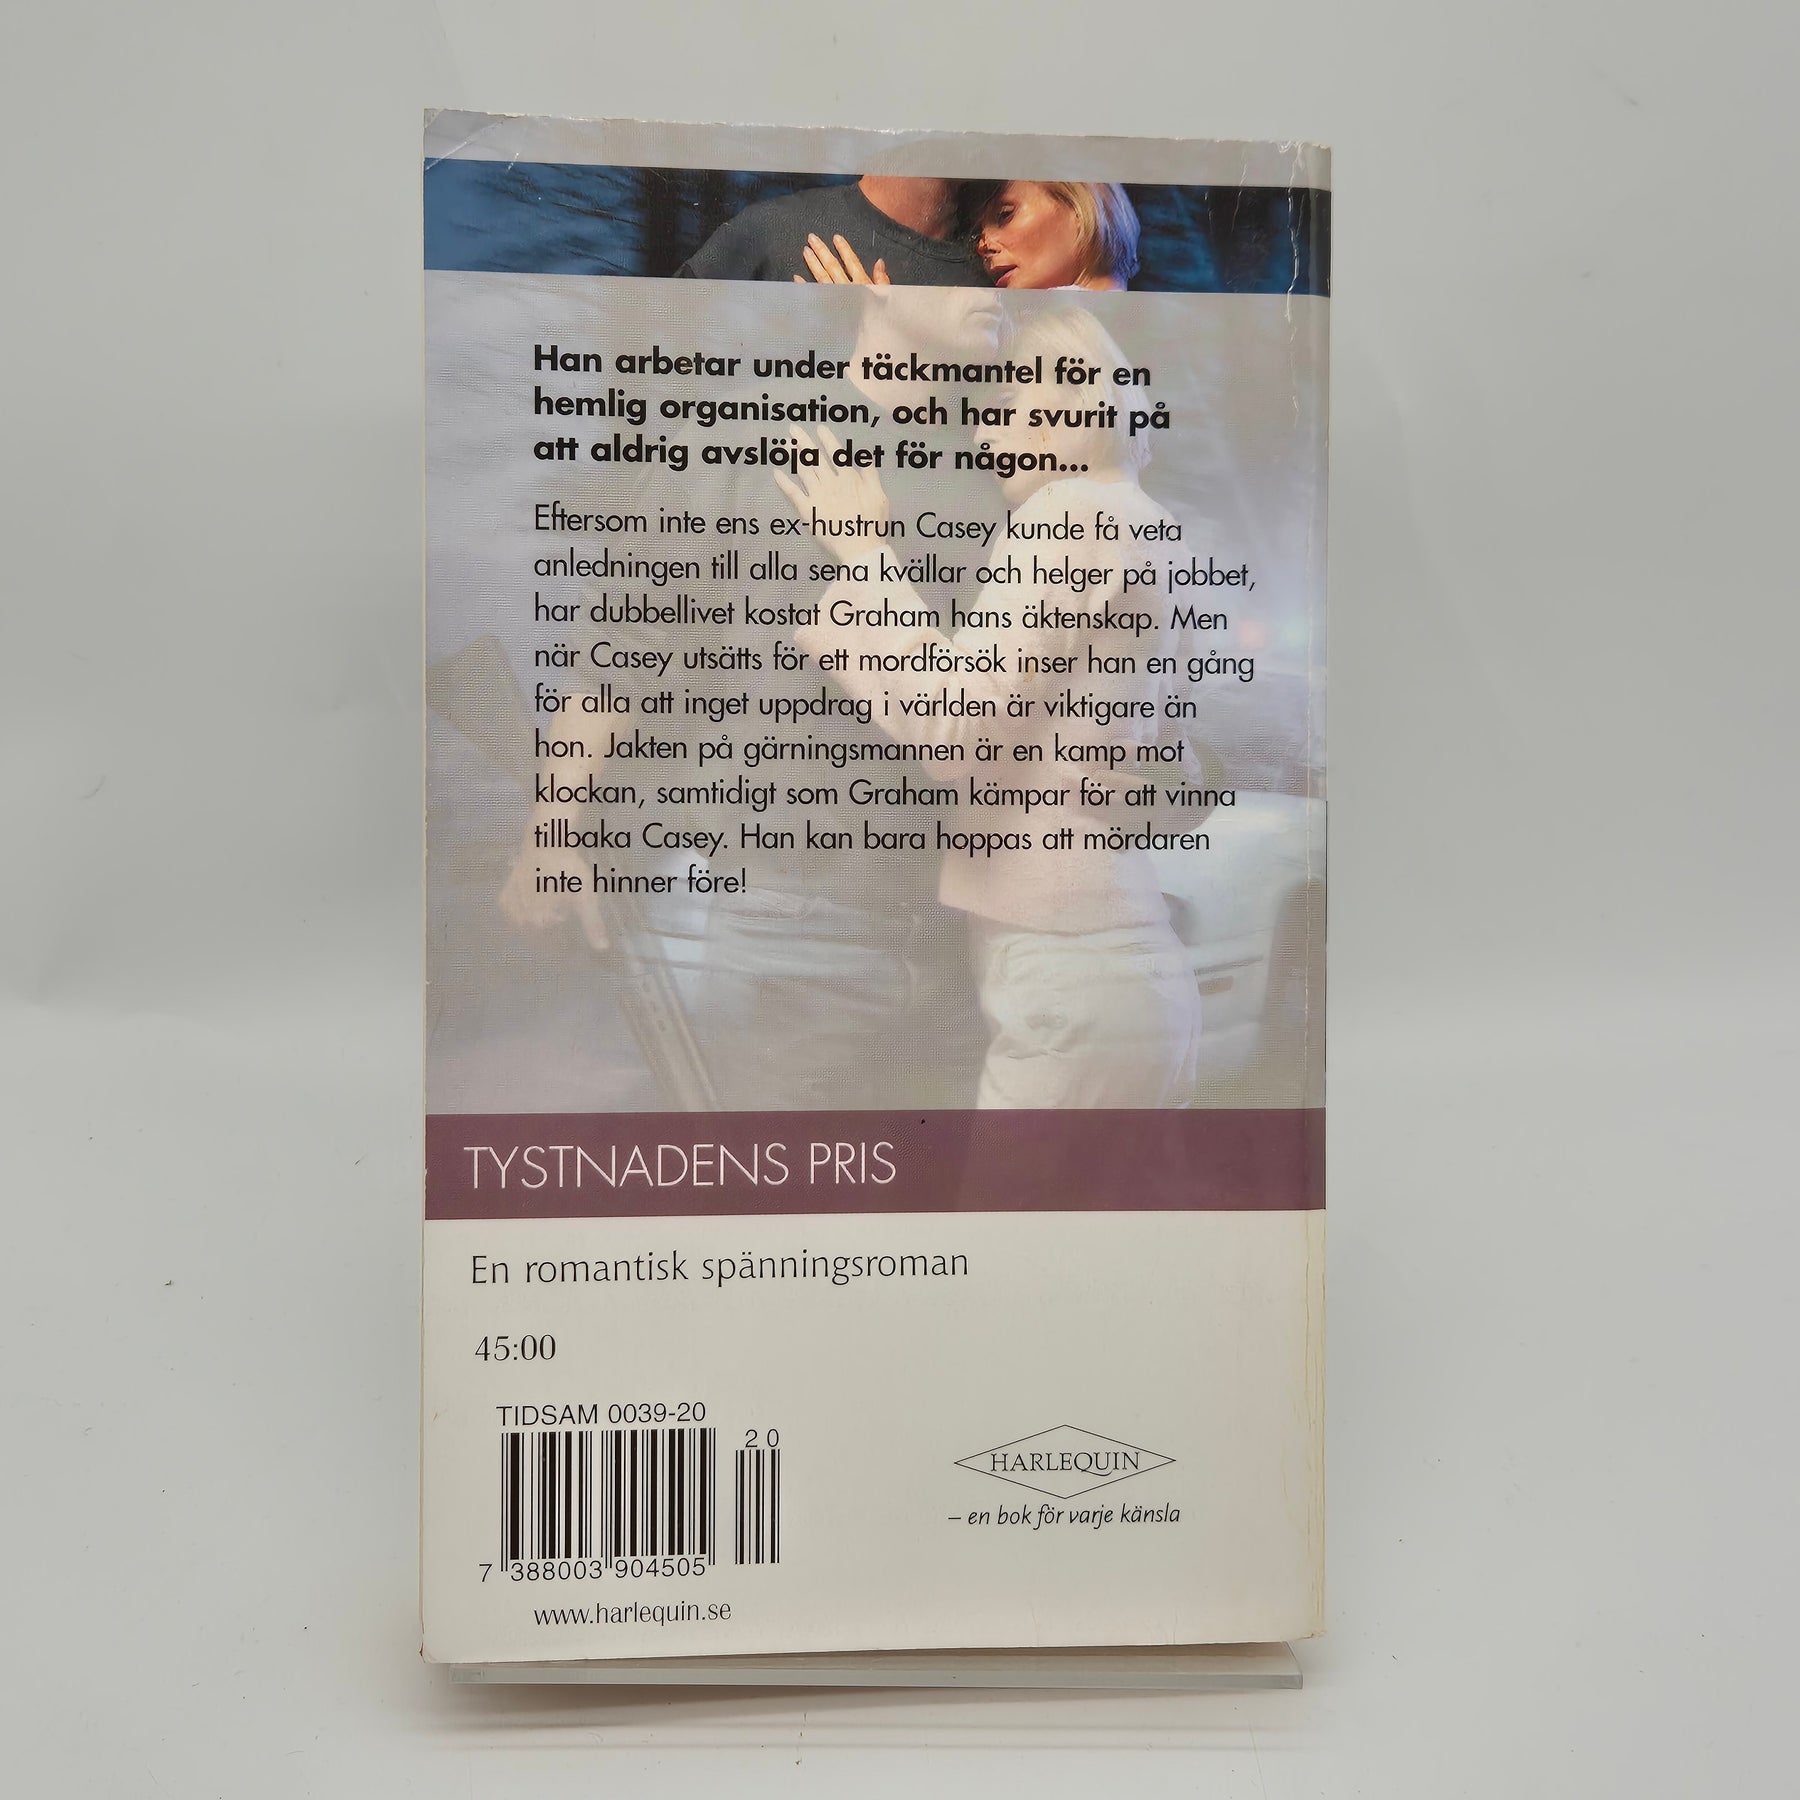 Han arbetar under täckmantel för en
hemlig organisation, och har svurit på
att aldrig avslöja det för någon...
Eftersom inte ens ex-hustrun Casey kunde få veta
anledningen till alla sena kvällar och helger på jobbet,
har dubbellivet kostat Graham hans äktenskap. Men
när Casey utsätts för ett mordförsök inser han en gång
för alla att inget uppdrag i världen är viktigare än
hon. Jakten på gärningsmannen är en kamp mot
klockan, samtidigt som Graham kämpar för att vinna
tillbaka Casey. Han kan bara hoppas att mördaren
inte hinner före!
TYSTNADENS PRIS
En romantisk spänningsroman
45:00
TIDSAM 0039-20
20
7 388003 904505
www.harlequin.se
HARLEQUIN
– en bok för varje känsla